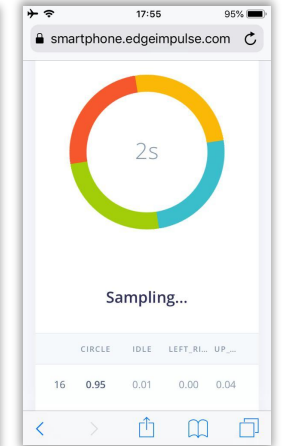 17:55 95%
smartphone.edgeimpulse.com
2s
Sampling...
CIRCLE IDLE LEFT_RI... UP_...
16 0.95 0.01 0.00 0.04